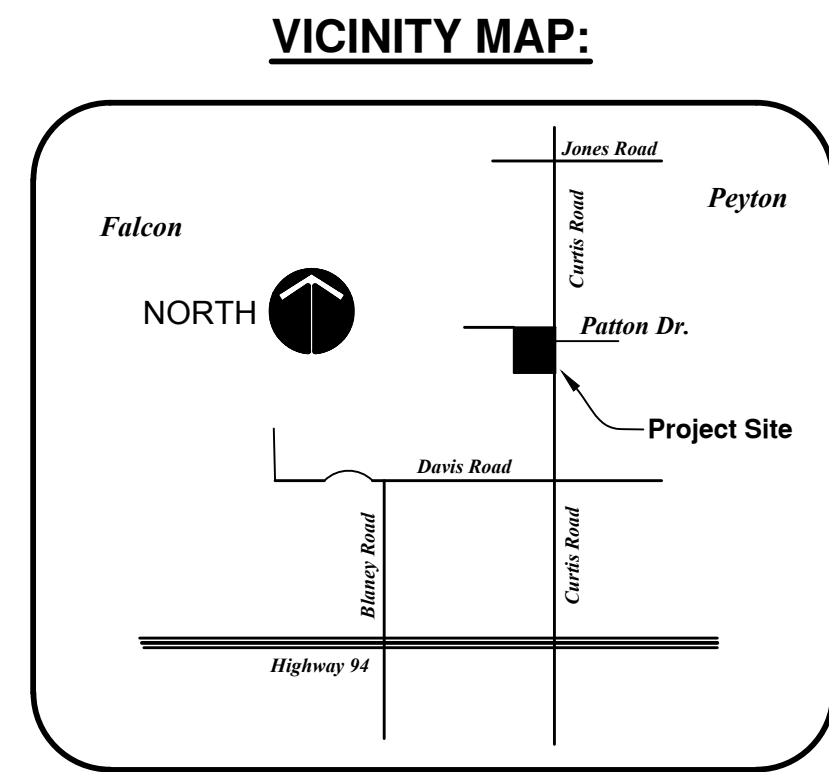 VICINITY MAP:
Jones Road
Peyton
Curtis Road
Falcon
NORTH
Patton Dr.
Project Site
Davis Road
Blaney Road
Curtis Road
Highway 94